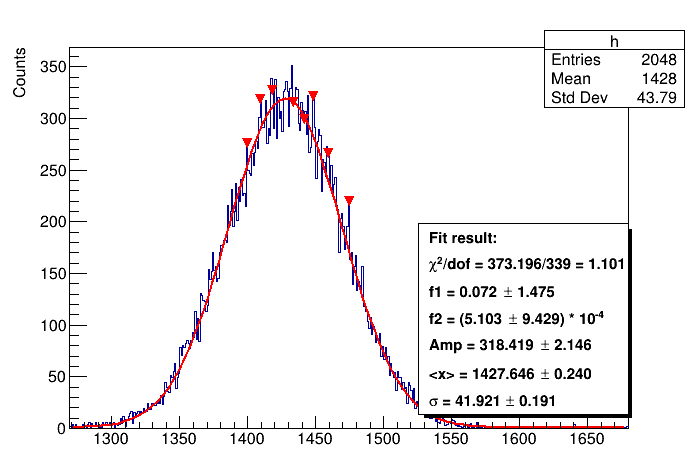 h
Entries 2048
Mean 1428
Std Dev 43.79
Counts
350
300
250
200
150
100
50
0
Fit result:
χ²/dof = 373.196/339 = 1.101
f1 = 0.072 ± 1.475
f2 = (5.103 ± 9.429) * 10⁻⁴
Amp = 318.419 ± 2.146
<x> = 1427.646 ± 0.240
σ = 41.921 ± 0.191
1300 1350 1400 1450 1500 1550 1600 1650